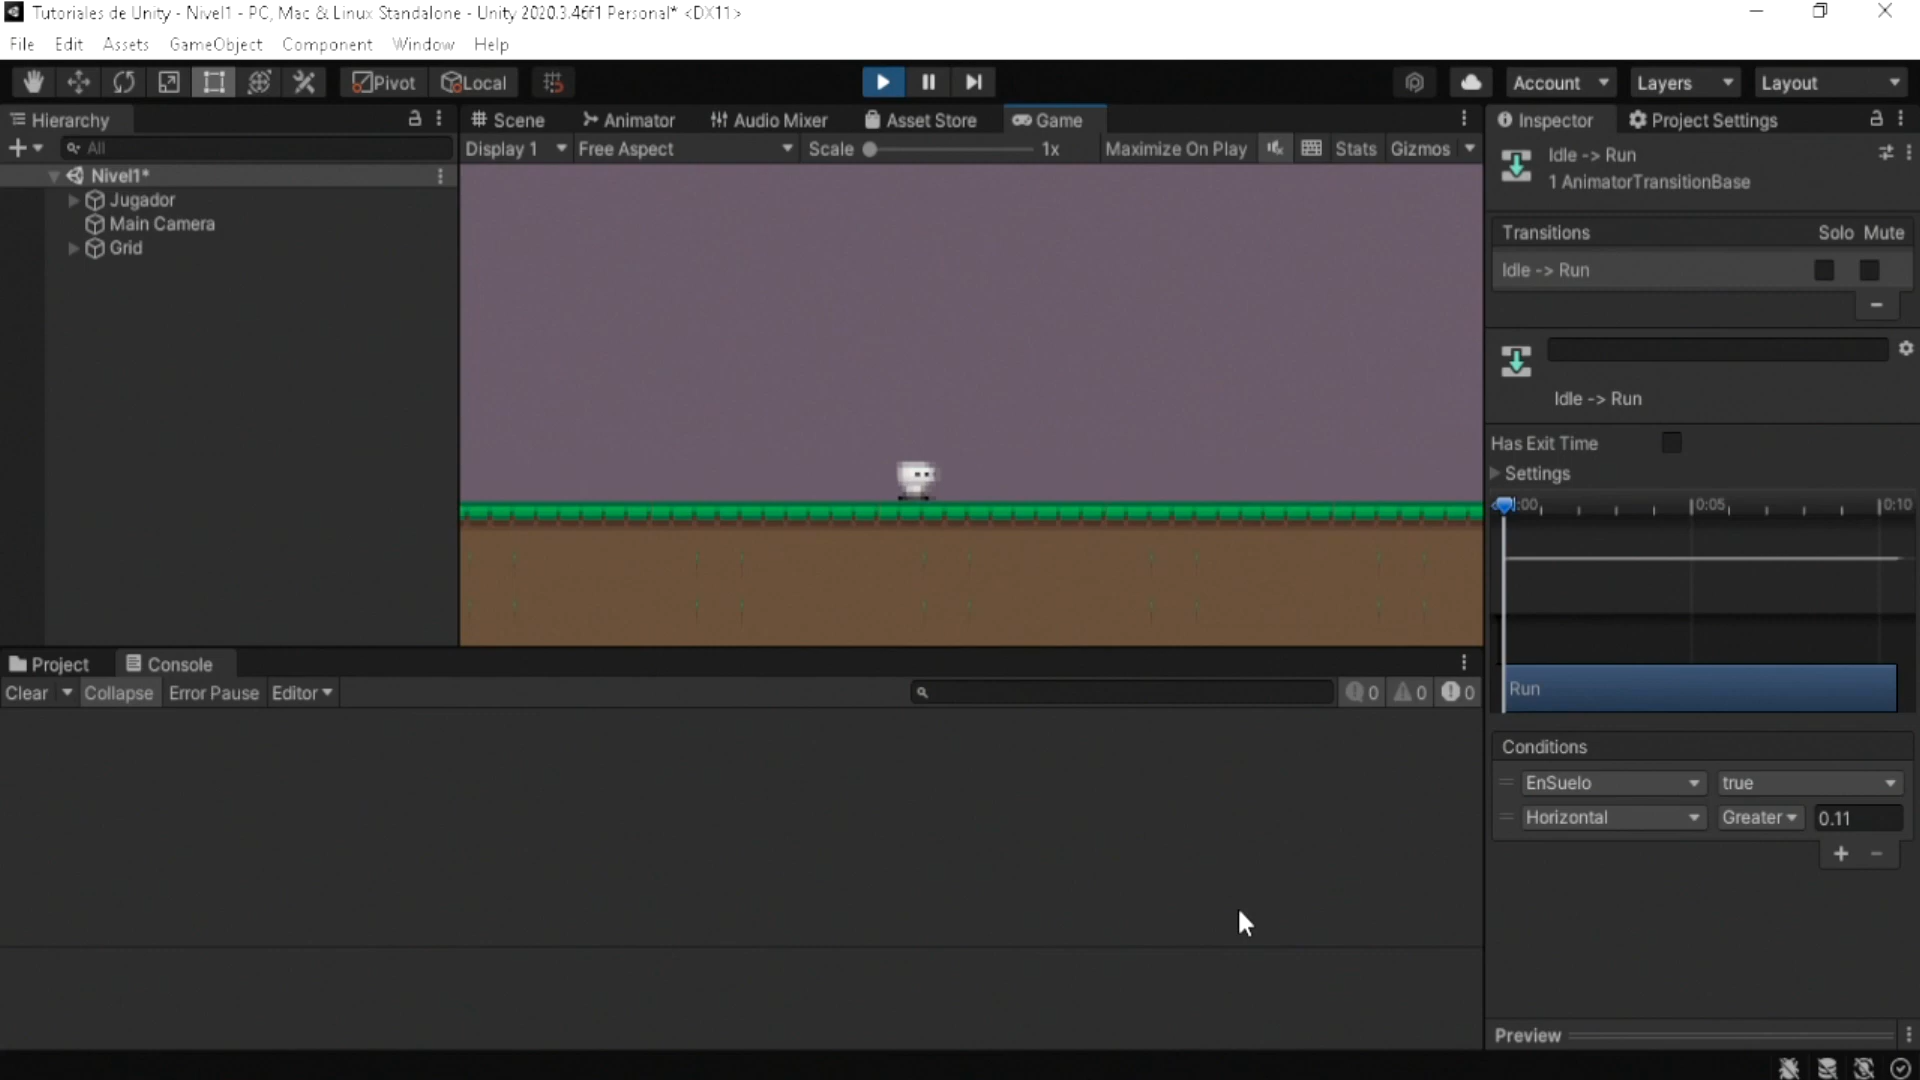 Tutoriales de Unity - Nivel1 - PC, Mac & Linux Standalone - Unity 2020.3.46f1 Personal* <DX11>
File Edit Assets GameObject Component Window Help
Pivot Local Account Layers Layout
Hierarchy
All
Nivel1*
Jugador
Main Camera
Grid
Scene Animator Audio Mixer Asset Store Game
Display 1 Free Aspect Scale 1x Maximize On Play Stats Gizmos
Inspector Project Settings
Idle -> Run
1 AnimatorTransitionBase
Transitions Solo Mute
Idle -> Run
Idle -> Run
Has Exit Time
Settings
:00 0:05 0:10
Run
Conditions
EnSuelo true
Horizontal Greater 0.11
+ -
Preview
Project Console
Clear Collapse Error Pause Editor 0 0 0